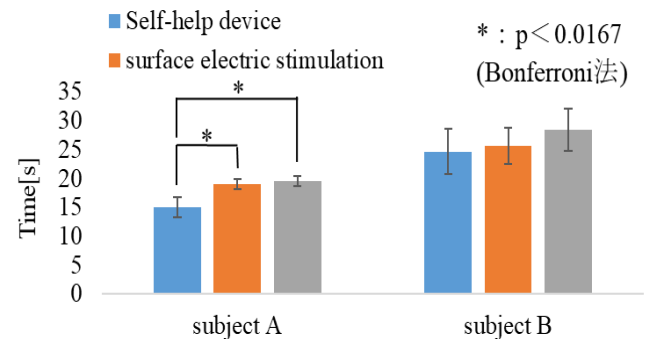 Self-help device
surface electric stimulation
* : p＜0.0167
(Bonferroni法)
Time[s]
35
30
25
20
15
10
5
0
*
*
subject A
subject B